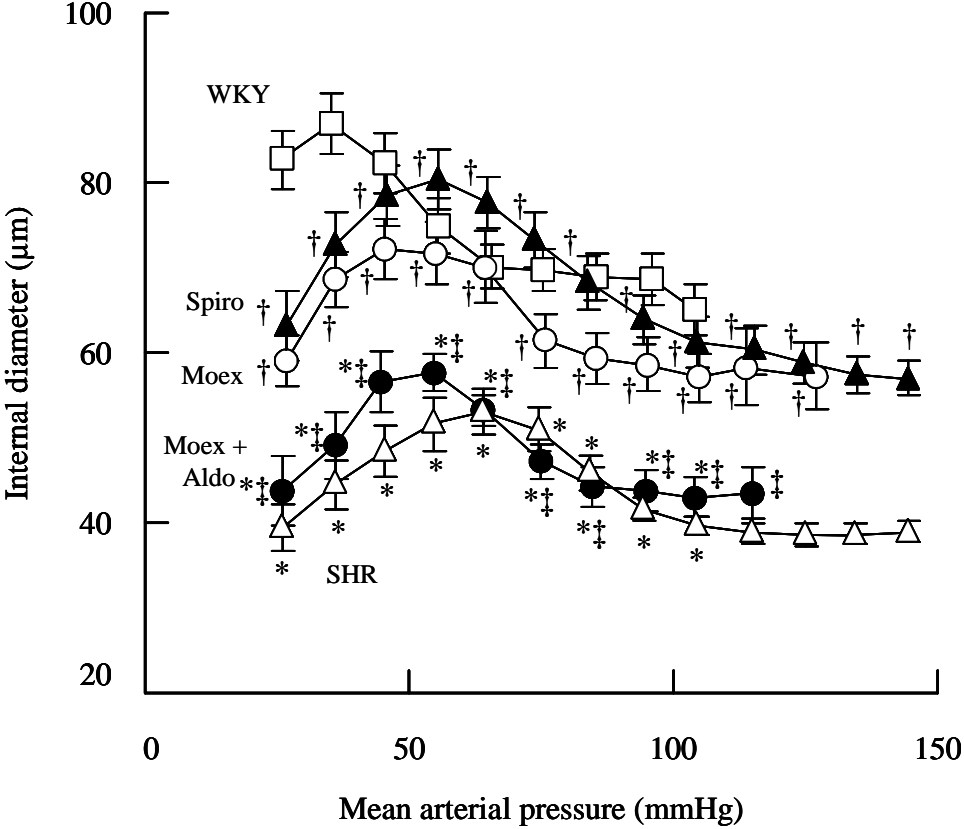 100
80
60
40
20
0
50
100
150
Internal diameter (µm)
Mean arterial pressure (mmHg)
WKY
Spiro
Moex
Moex +
Aldo
SHR
† † † † † † † † † † † † †
† † † † † † † † † † † †
*‡ *‡ *‡ *‡ *‡ *‡ *‡ *‡ *‡ ‡
* * * * * * * * *